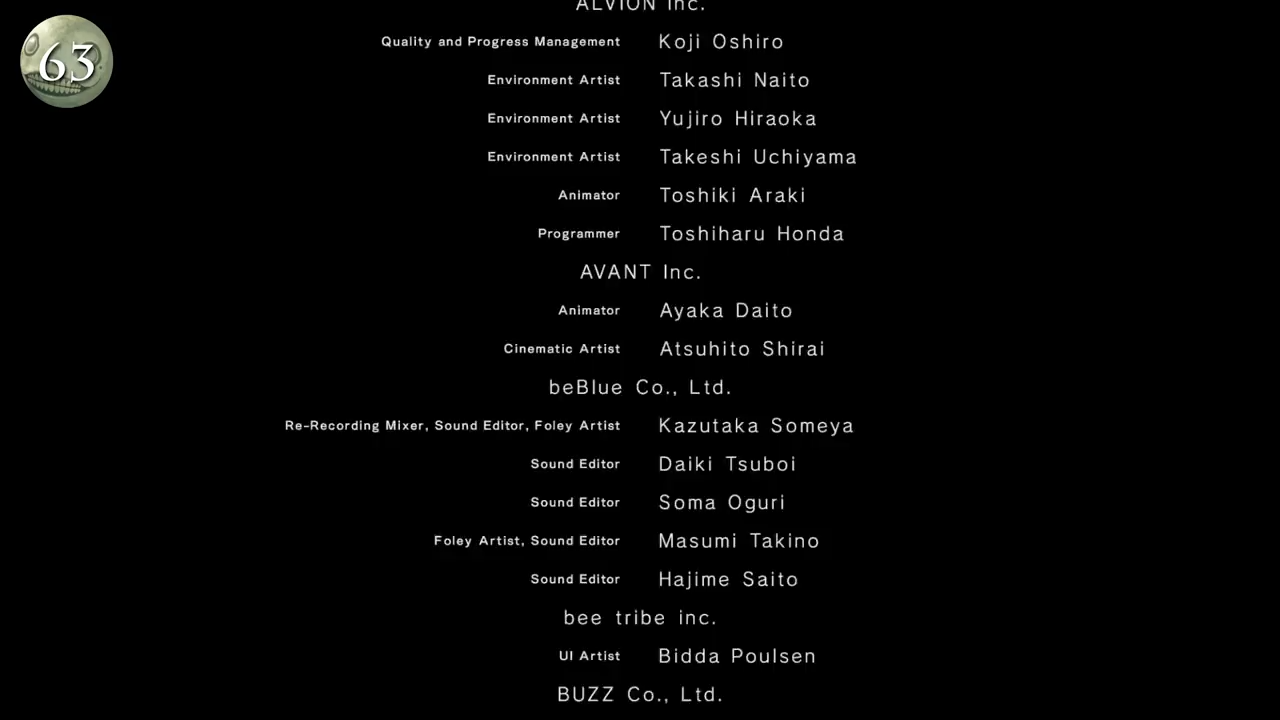 ALVION Inc.
63
Quality and Progress Management Koji Oshiro
Environment Artist Takashi Naito
Environment Artist Yujiro Hiraoka
Environment Artist Takeshi Uchiyama
Animator Toshiki Araki
Programmer Toshiharu Honda
AVANT Inc.
Animator Ayaka Daito
Cinematic Artist Atsuhito Shirai
beBlue Co., Ltd.
Re-Recording Mixer, Sound Editor, Foley Artist Kazutaka Someya
Sound Editor Daiki Tsuboi
Sound Editor Soma Oguri
Foley Artist, Sound Editor Masumi Takino
Sound Editor Hajime Saito
bee tribe inc.
UI Artist Bidda Poulsen
BUZZ Co., Ltd.